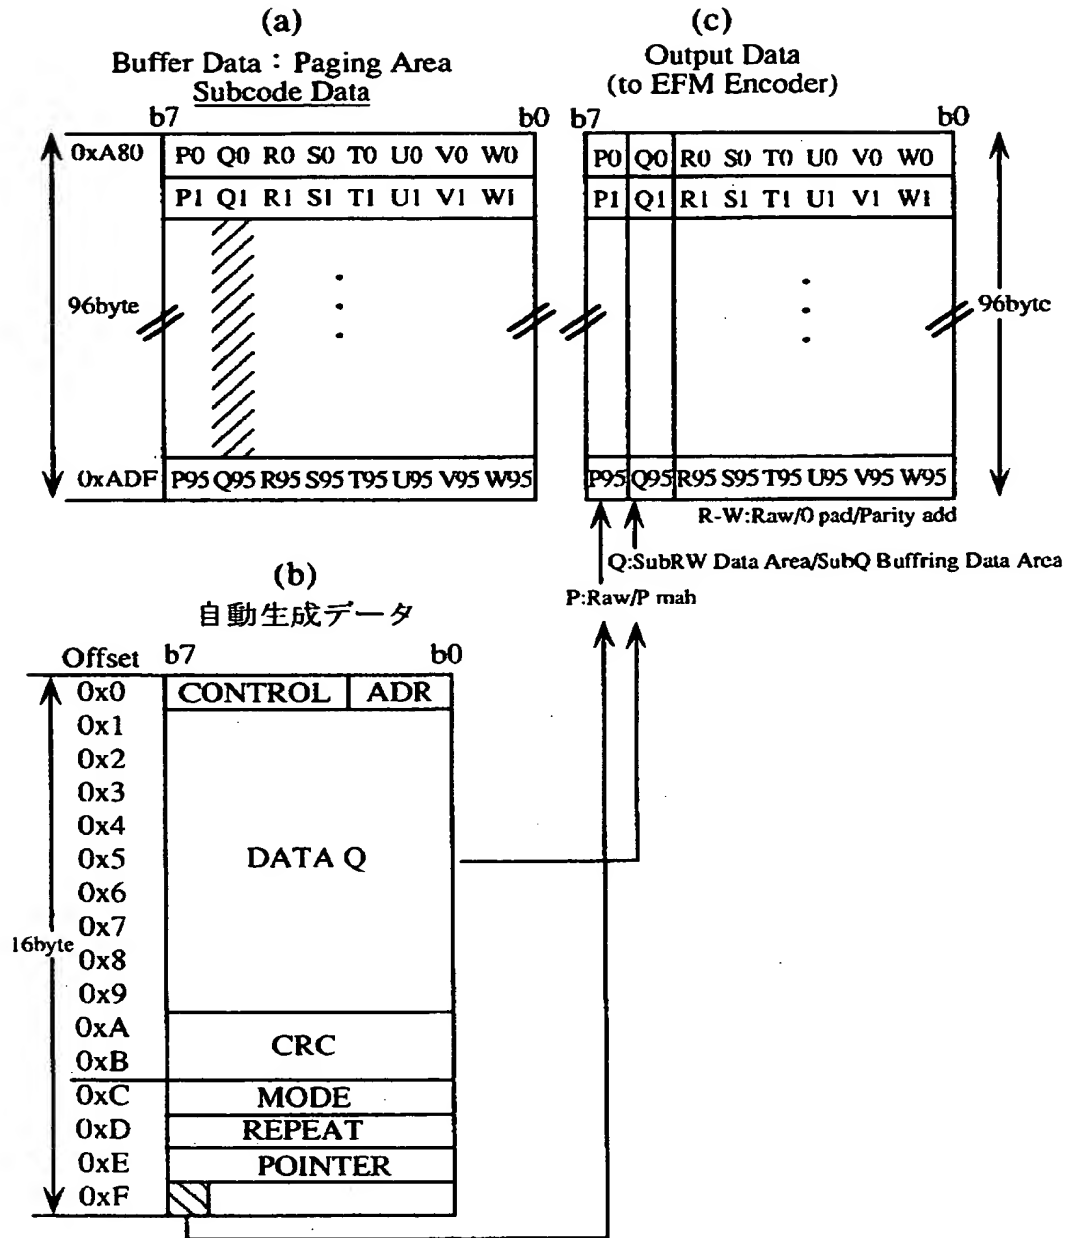 (a)
Buffer Data : Paging Area
Subcode Data
b7 b0
0xA80 P0 Q0 R0 S0 T0 U0 V0 W0
P1 Q1 R1 S1 T1 U1 V1 W1
96byte
0xADF P95 Q95 R95 S95 T95 U95 V95 W95
(c)
Output Data
(to EFM Encoder)
b7 b0
P0 Q0 R0 S0 T0 U0 V0 W0
P1 Q1 R1 S1 T1 U1 V1 W1
96byte
P95 Q95 R95 S95 T95 U95 V95 W95
R-W:Raw/0 pad/Parity add
Q:SubRW Data Area/SubQ Buffring Data Area
P:Raw/P mah
(b)
自動生成データ
Offset b7 b0
0x0 CONTROL ADR
0x1
0x2
0x3
0x4
0x5 DATA Q
0x6
0x7
16byte
0x8
0x9
0xA
CRC
0xB
0xC MODE
0xD REPEAT
0xE POINTER
0xF